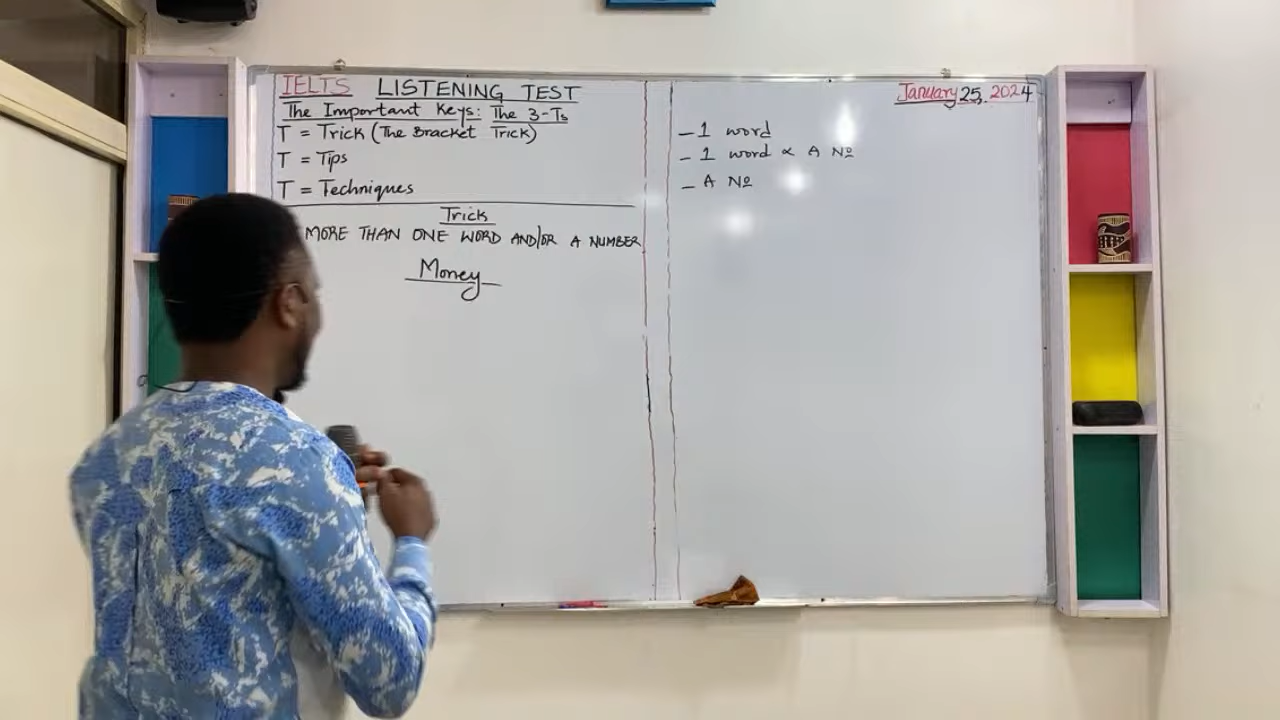 IELTS LISTENING TEST
The Important Keys: The 3-Ts
T = Trick (The Bracket Trick)
T = Tips
T = Techniques
Trick
MORE THAN ONE WORD AND/OR A NUMBER
Money
January 25, 2024
- 1 word
- 1 word & A No
- A No